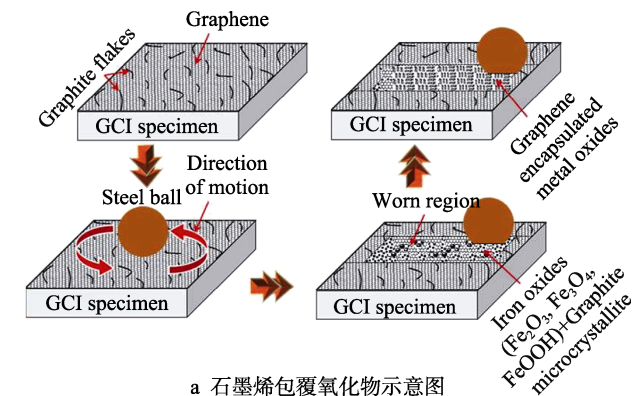 Graphene
Graphite flakes
GCI specimen
Direction
of motion
Steel ball
GCI specimen
Worn region
GCI specimen
Iron oxides
(Fe₂O₃, Fe₃O₄,
FeOOH)+Graphite
microcrystallite
GCI specimen
Graphene
encapsulated
metal oxides
a 石墨烯包覆氧化物示意图